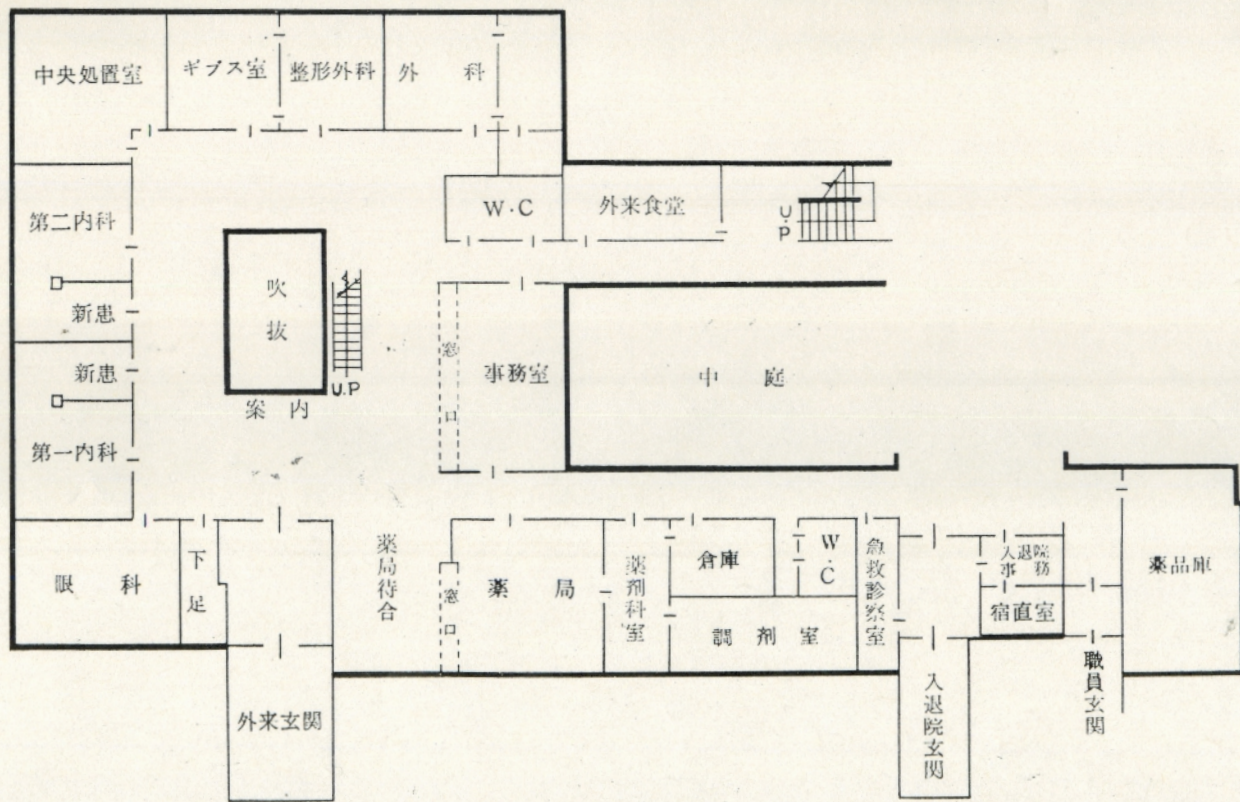 中央処置室
ギブス室
整形外科
外科
第二内科
W・C
外来食堂
U.P
吹抜
新患
窓口
事務室
中庭
新患
U.P
案内
第一内科
眼科
下足
薬局待合
窓口
薬局
薬剤科室
倉庫
W・C
調剤室
急救診察室
入退院事務
宿直室
薬品庫
外来玄関
入退院玄関
職員玄関